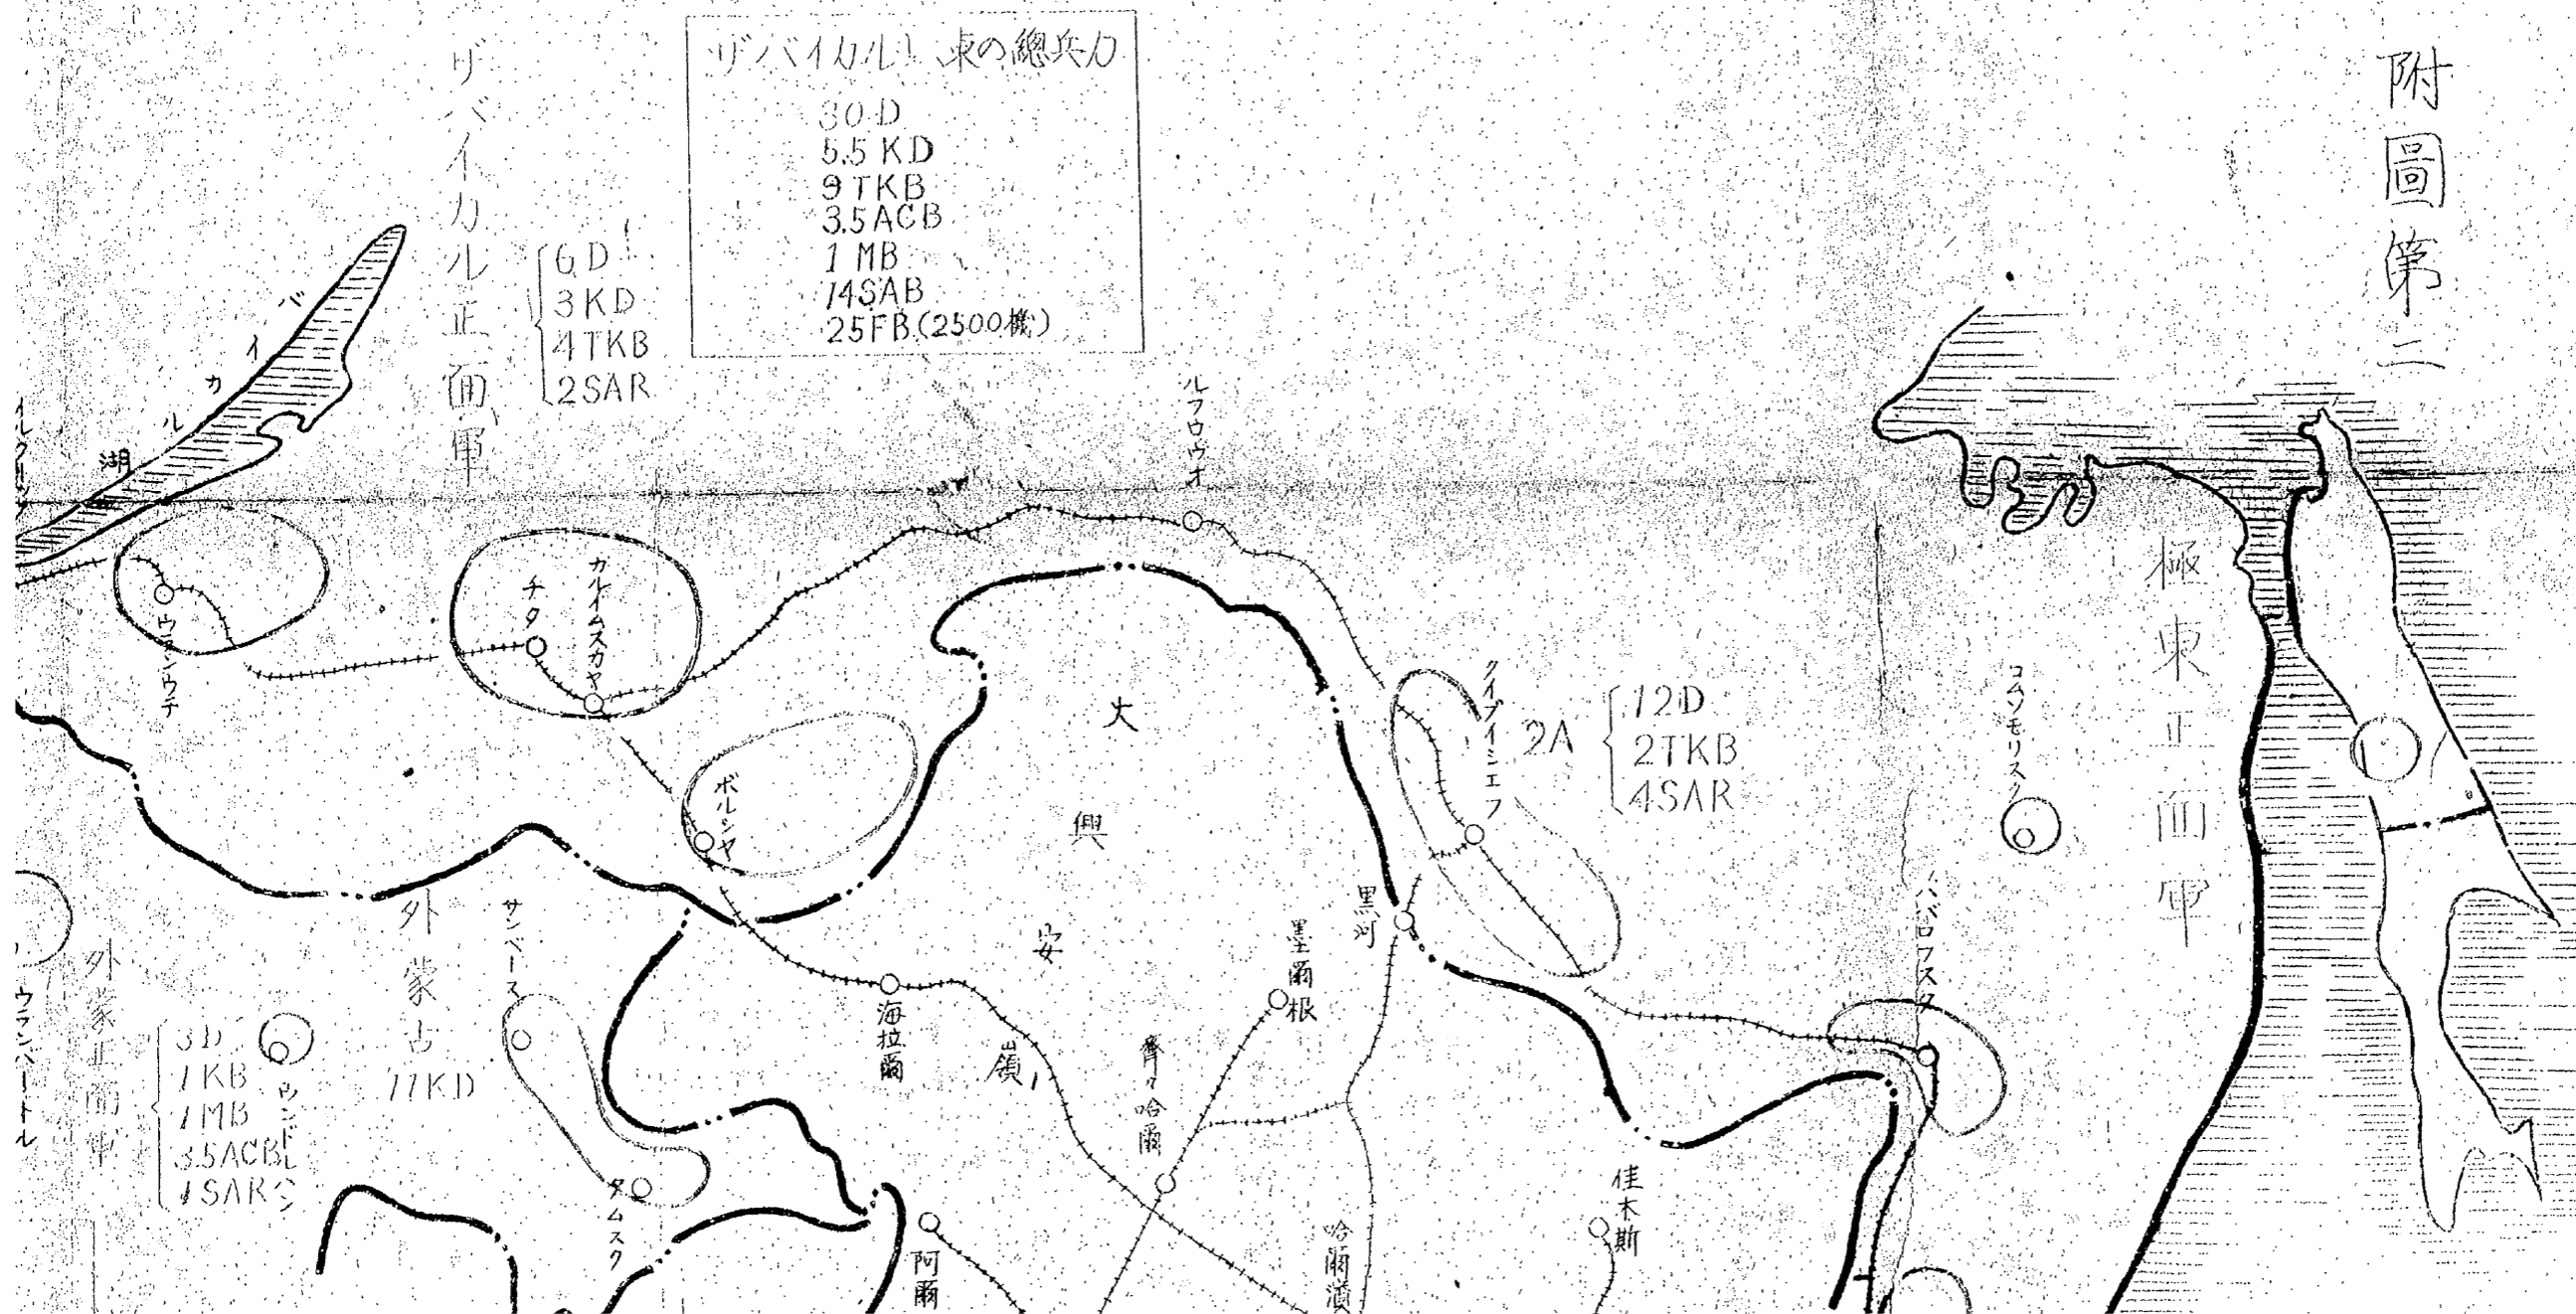 附圖第二
ザバイカル以東の總兵力
30D
5.5KD
9TKB
3.5ACB
1MB
14SAB
25FB(2500機)
ザバイカル正面軍
6D
3KD
4TKB
2SAR
バイカル湖
ルフロウオ
極東正面軍
コムソモリスク
クイブイシエフ
2A
12D
2TKB
4SAR
チタ
カルイムスカヤ
ウランウデ
ボルジヤ
大興安嶺
黒河
墨爾根
海拉爾
齊々哈爾
哈爾濱
佳木斯
阿爾
ハバロフスク
外蒙古
11KD
サンベース
タムスク
外蒙正面軍
3D
1KB
1MB
3.5ACB
1SAR
ウンドルハン
ウランバートル